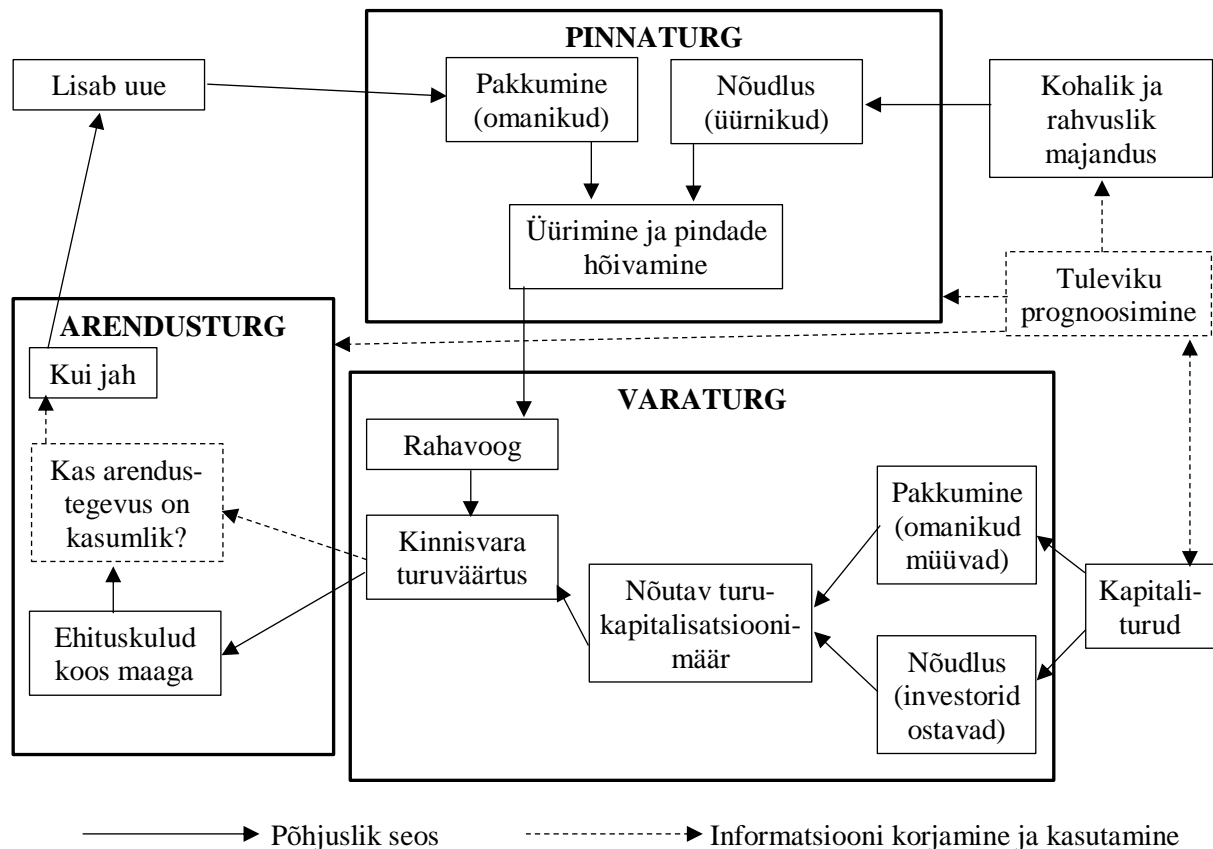 PINNATURG
Lisab uue
Pakkumine
(omanikud)
Nõudlus
(üürnikud)
Kohalik ja
rahvuslik
majandus
Üürimine ja pindade
hõivamine
Tuleviku
prognoosimine
ARENDUSTURG
Kui jah
Kas arendus-
tegevus on
kasumlik?
Ehituskulud
koos maaga
VARATURG
Rahavoog
Kinnisvara
turuväärtus
Nõutav turu-
kapitalisatsiooni-
määr
Pakkumine
(omanikud
müüvad)
Nõudlus
(investorid
ostavad)
Kapitali-
turud
Põhjuslik seos
Informatsiooni korjamine ja kasutamine